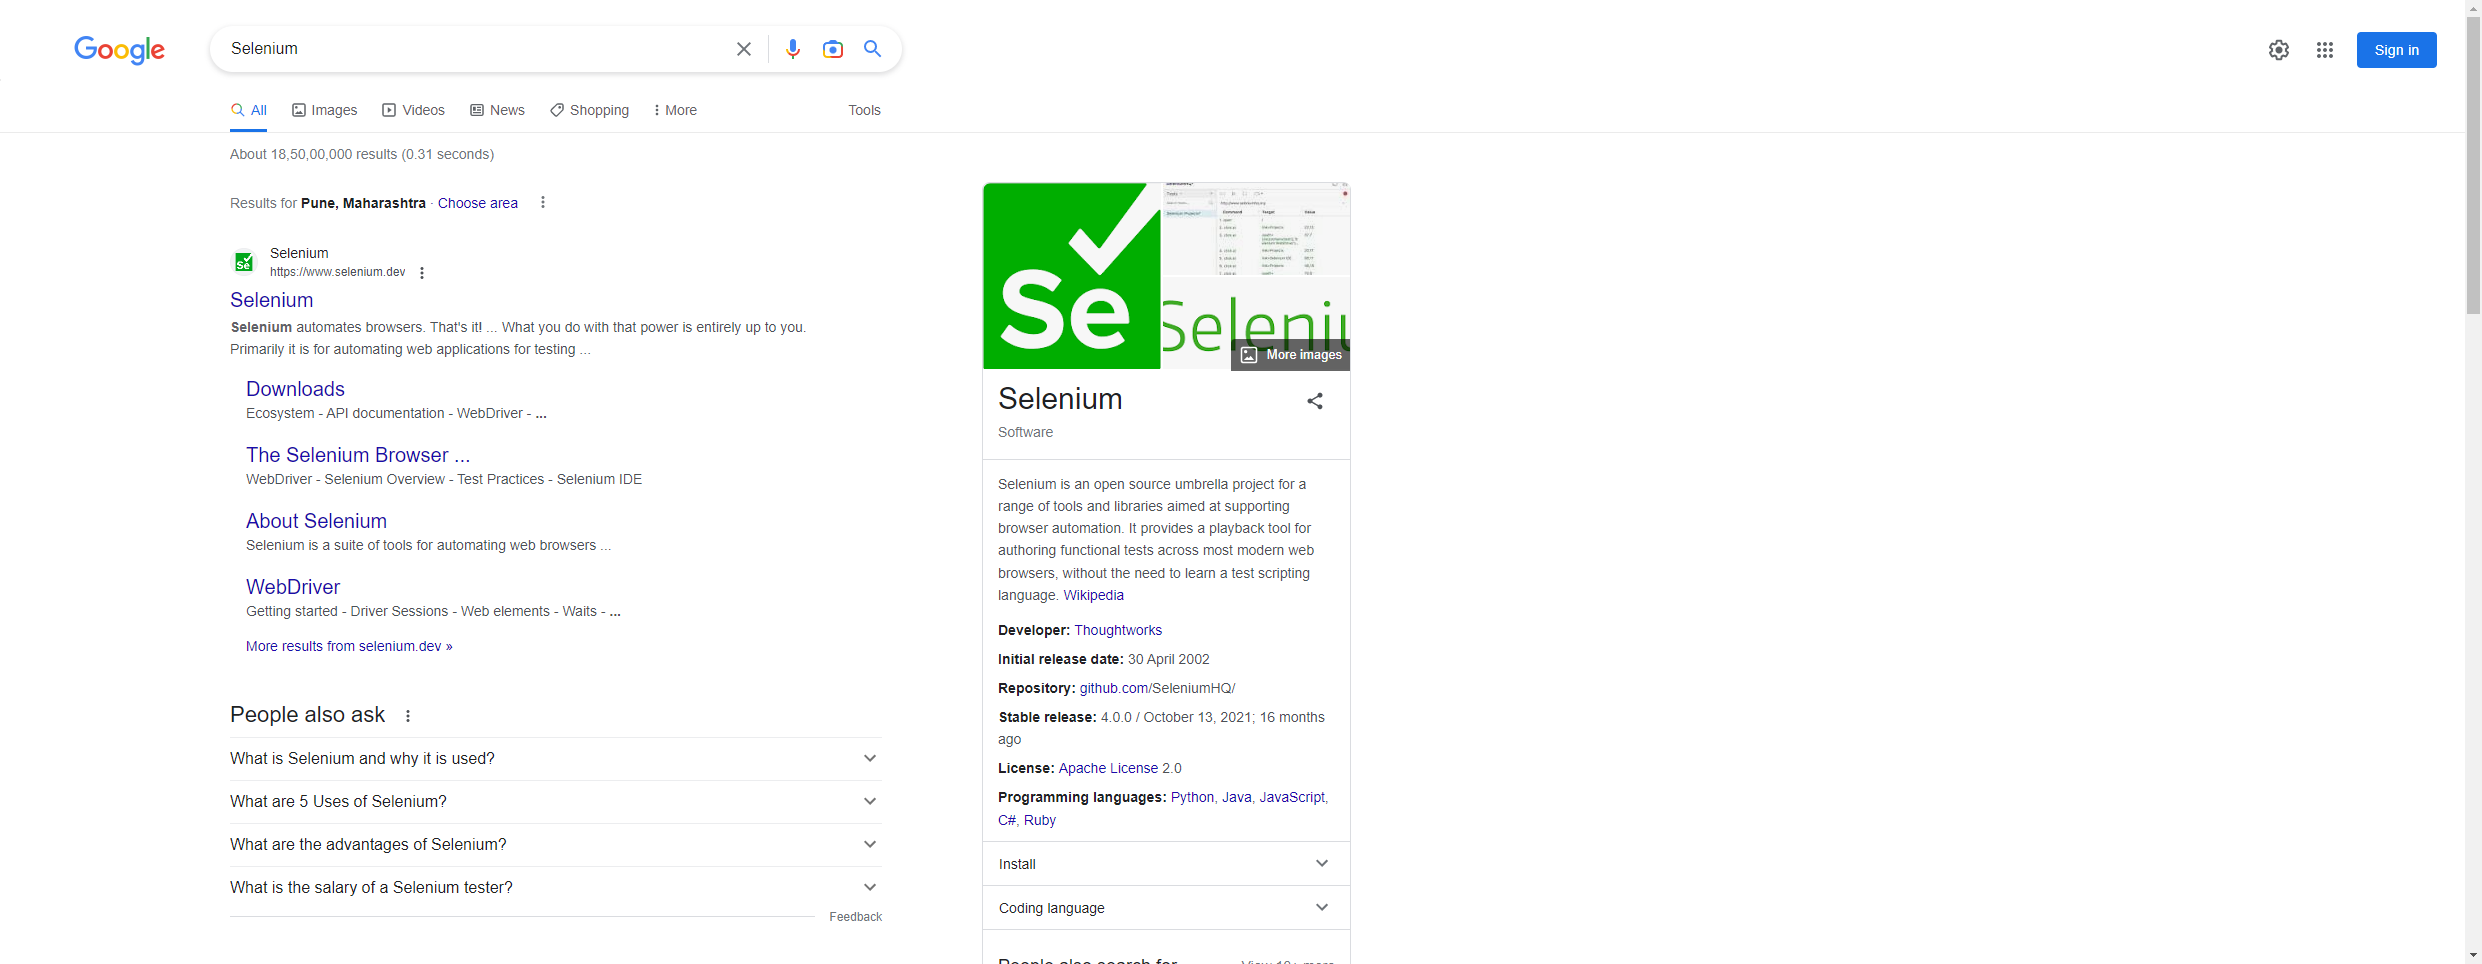 Google
Selenium
Sign in
All
Images
Videos
News
Shopping
More
Tools
About 18,50,00,000 results (0.31 seconds)
Results for Pune, Maharashtra · Choose area
Selenium
https://www.selenium.dev
Selenium
Selenium automates browsers. That's it! ... What you do with that power is entirely up to you.
Primarily it is for automating web applications for testing ...
Downloads
Ecosystem - API documentation - WebDriver - ...
The Selenium Browser ...
WebDriver - Selenium Overview - Test Practices - Selenium IDE
About Selenium
Selenium is a suite of tools for automating web browsers ...
WebDriver
Getting started - Driver Sessions - Web elements - Waits - ...
More results from selenium.dev »
People also ask
What is Selenium and why it is used?
What are 5 Uses of Selenium?
What are the advantages of Selenium?
What is the salary of a Selenium tester?
Feedback
Se
Command Target Value
Seleniu
More images
Selenium
Software
Selenium is an open source umbrella project for a
range of tools and libraries aimed at supporting
browser automation. It provides a playback tool for
authoring functional tests across most modern web
browsers, without the need to learn a test scripting
language. Wikipedia
Developer: Thoughtworks
Initial release date: 30 April 2002
Repository: github.com/SeleniumHQ/
Stable release: 4.0.0 / October 13, 2021; 16 months
ago
License: Apache License 2.0
Programming languages: Python, Java, JavaScript,
C#, Ruby
Install
Coding language
People also search for
View 10+ more